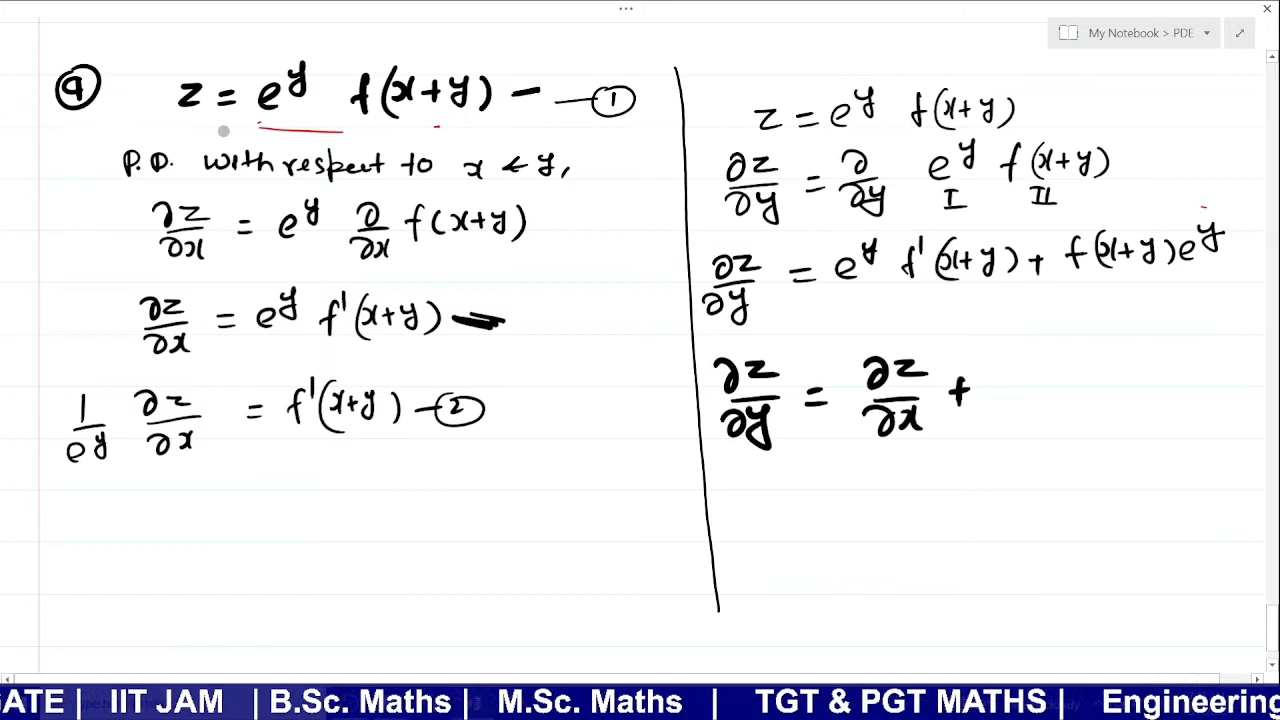 My Notebook > PDE
9 z = e^y f(x+y) - — 1
P.D. with respect to x & y,
∂z/∂x = e^y ∂/∂x f(x+y)
∂z/∂x = e^y f'(x+y)
1/e^y ∂z/∂x = f'(x+y) — 2
z = e^y f(x+y)
∂z/∂y = ∂/∂y e^y f(x+y)
I II
∂z/∂y = e^y f'(x+y) + f(x+y) e^y
∂z/∂y = ∂z/∂x +
GATE | IIT JAM | B.Sc. Maths | M.Sc. Maths | TGT & PGT MATHS | Engineering